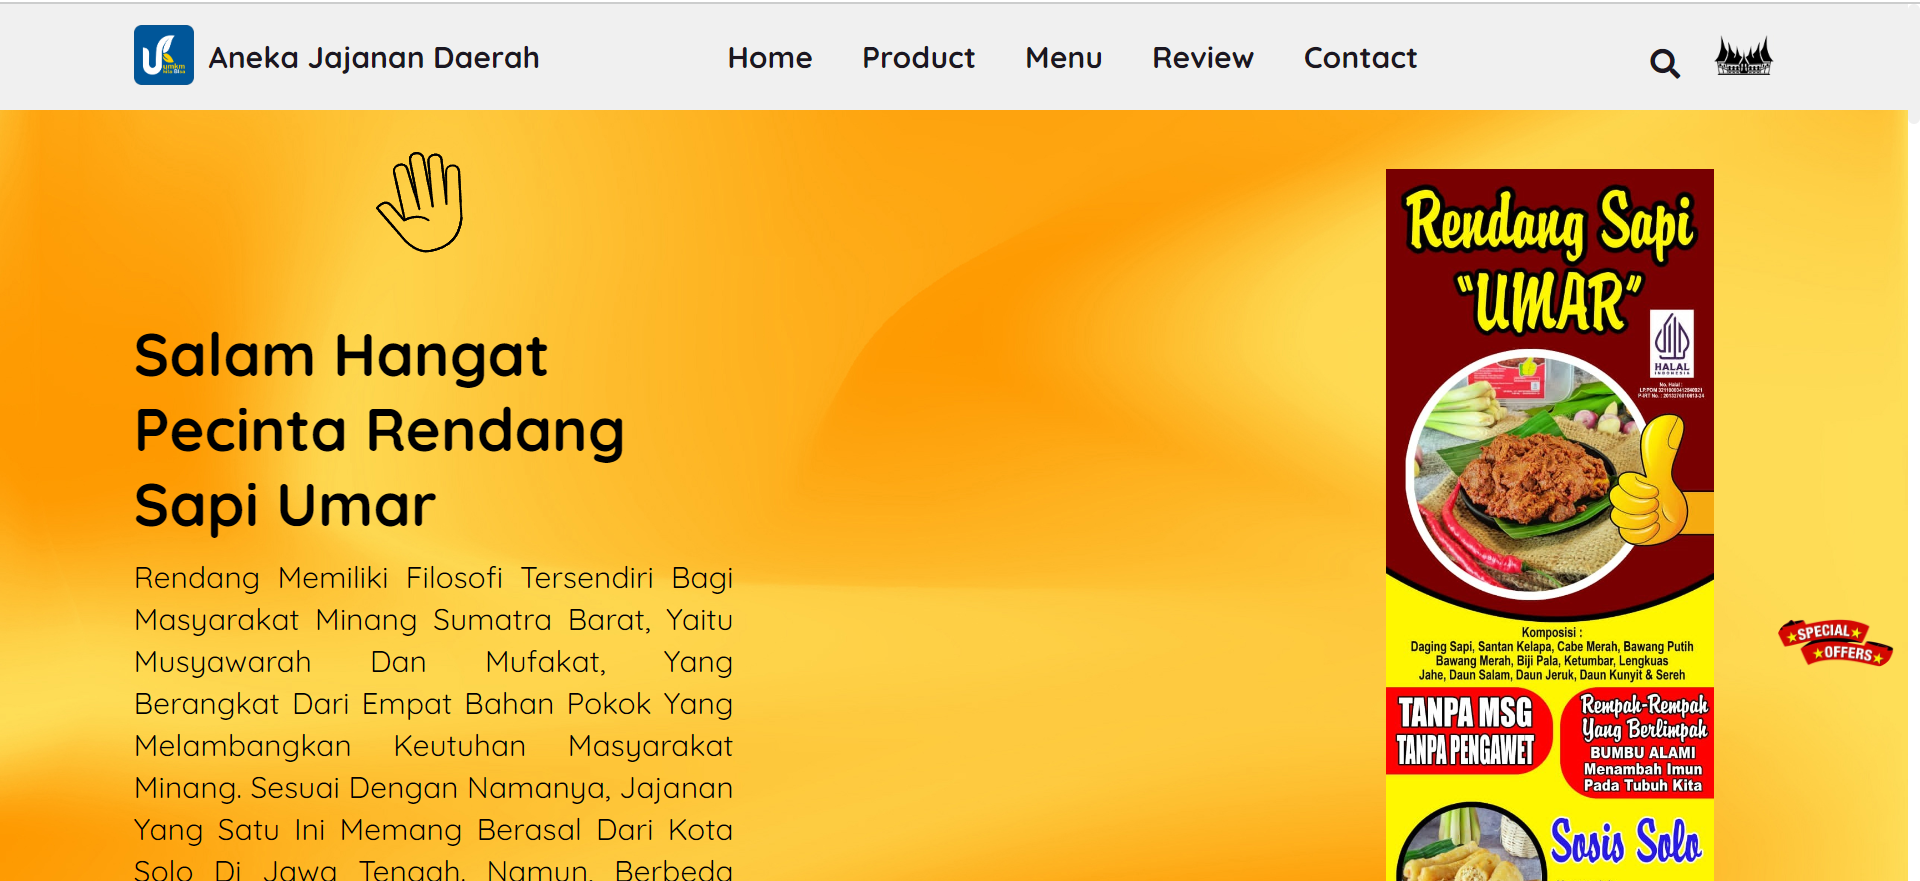 Aneka Jajanan Daerah
Home
Product
Menu
Review
Contact
Salam Hangat
Pecinta Rendang
Sapi Umar
Rendang Memiliki Filosofi Tersendiri Bagi
Masyarakat Minang Sumatra Barat, Yaitu
Musyawarah Dan Mufakat, Yang
Berangkat Dari Empat Bahan Pokok Yang
Melambangkan Keutuhan Masyarakat
Minang. Sesuai Dengan Namanya, Jajanan
Yang Satu Ini Memang Berasal Dari Kota
Solo Di Jawa Tengah. Namun, Berbeda
Rendang Sapi
"UMAR"
HALAL
INDONESIA
No. Halal :
Komposisi :
Daging Sapi, Santan Kelapa, Cabe Merah, Bawang Putih
Bawang Merah, Biji Pala, Ketumbar, Lengkuas
Jahe, Daun Salam, Daun Jeruk, Daun Kunyit & Sereh
TANPA MSG
TANPA PENGAWET
Rempah-Rempah
Yang Berlimpah
BUMBU ALAMI
Menambah Imun
Pada Tubuh Kita
Sosis Solo
SPECIAL
OFFERS